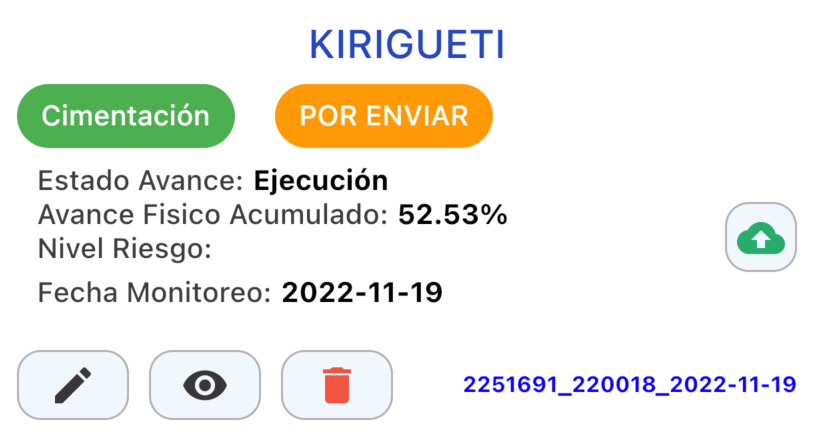 KIRIGUETI
Cimentación
POR ENVIAR
Estado Avance: Ejecución
Avance Fisico Acumulado: 52.53%
Nivel Riesgo:
Fecha Monitoreo: 2022-11-19
2251691_220018_2022-11-19